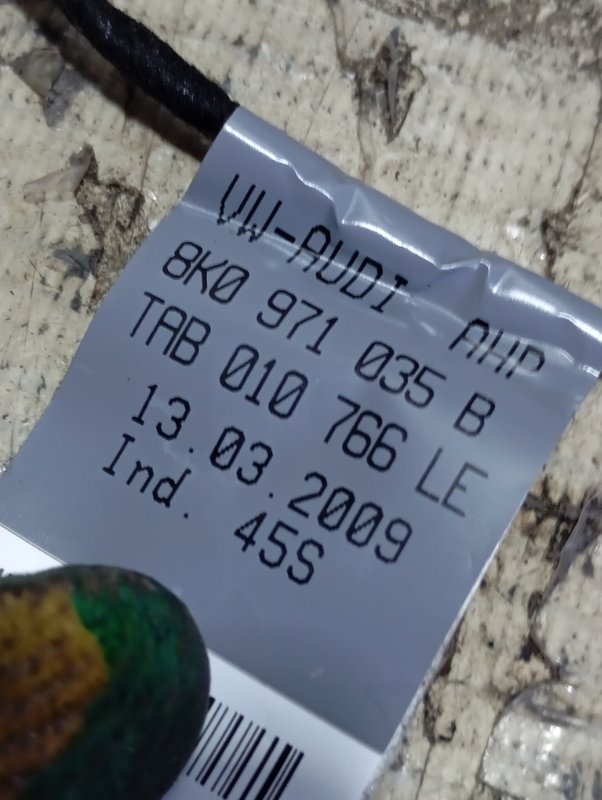 VW-AUDI AHP
8K0 971 035 B
TAB 010 766 LE
13.03.2009
Ind. 45S